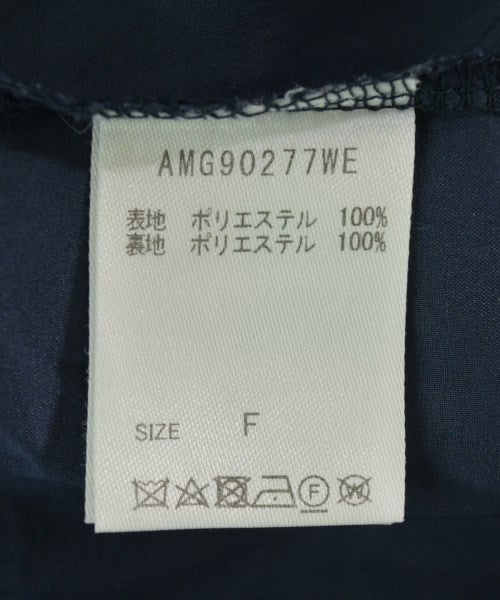 AMG90277WE
表地 ポリエステル 100%
裏地 ポリエステル 100%
SIZE F
F W